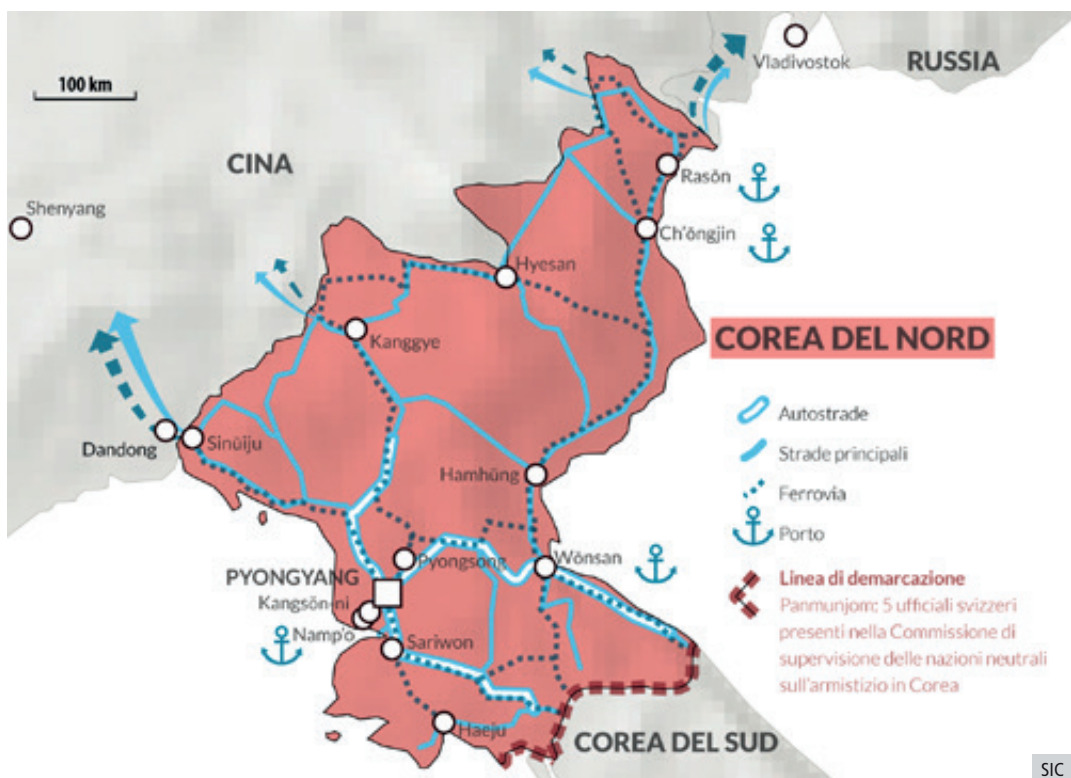 Vladivostok
RUSSIA
100 km
CINA
Shenyang
Rasŏn
Ch'ŏngjin
Hyesan
Kanggye
COREA DEL NORD
Autostrade
Strade principali
Ferrovia
Porto
Dandong
Sinŭiju
Hamhŭng
Pyongsong
Wŏnsan
PYONGYANG
Kangsŏn-ni
Namp'o
Sariwon
Haeju
Linea di demarcazione
Panmunjom: 5 ufficiali svizzeri
presenti nella Commissione di
supervisione delle nazioni neutrali
sull'armistizio in Corea
COREA DEL SUD
SIC